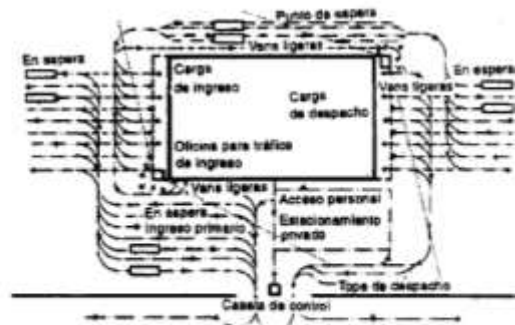 Punto de espera
Vans ligeras
En espera
En espera
Carga
de ingreso
Vans ligeras
Carga
de despacho
Oficina para tráfico
de ingreso
Vans ligeras
Acceso personal
En espera
ingreso primario
Estacionamiento
privado
Tope de despacho
Caseta de control